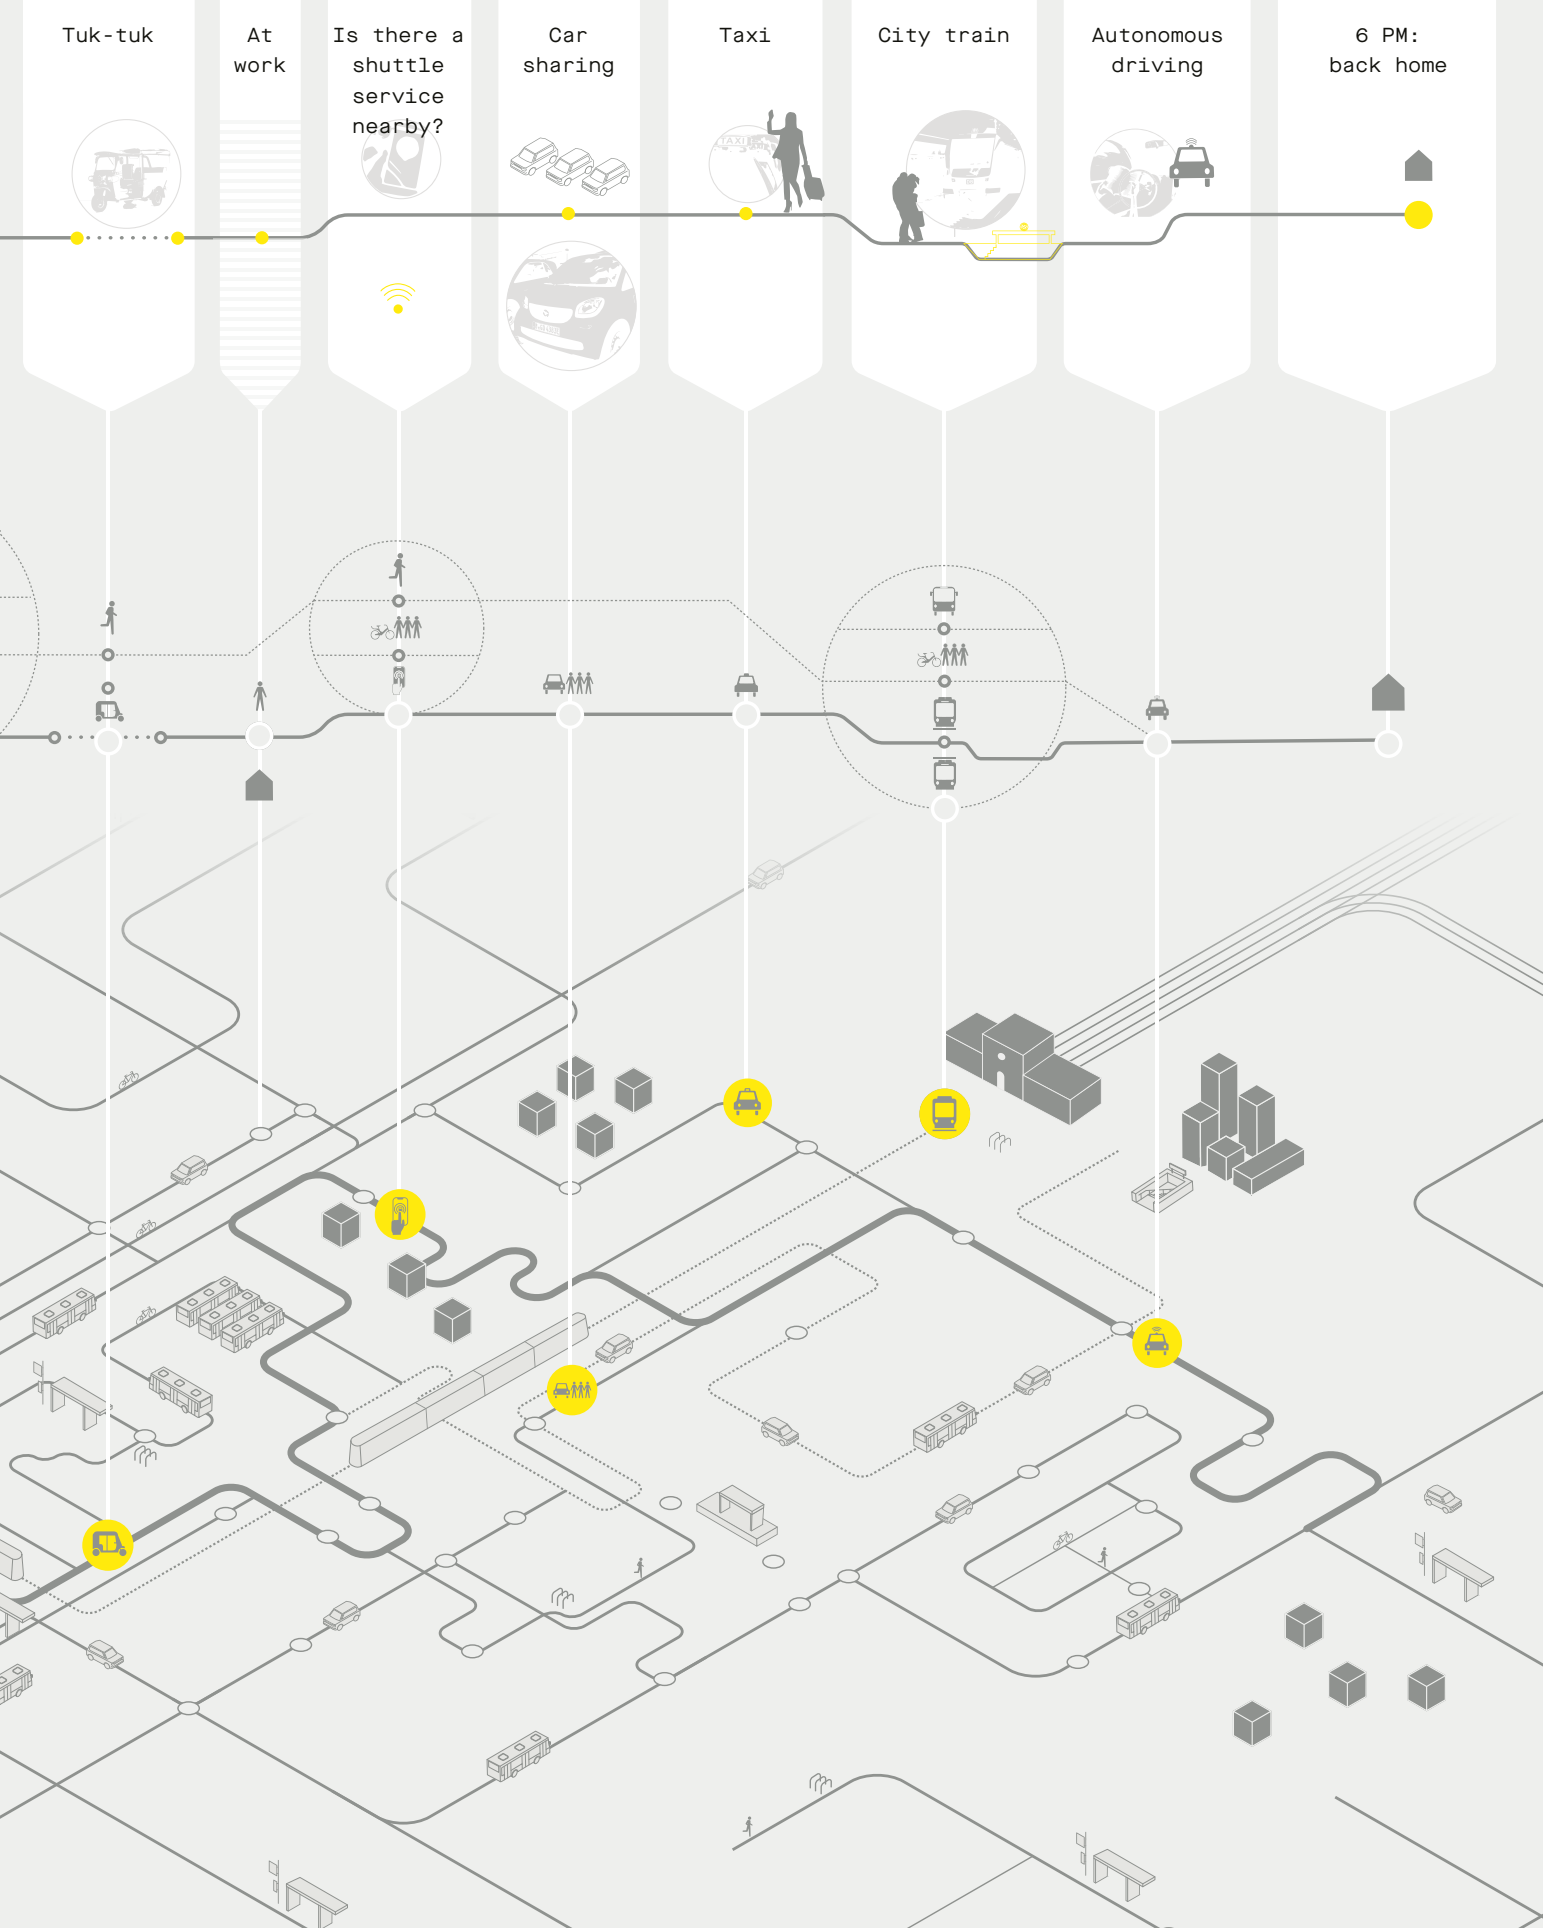 Tuk-tuk
At
work
Is there a
shuttle
service
nearby?
Car
sharing
Taxi
City train
Autonomous
driving
6 PM:
back home
TAXI